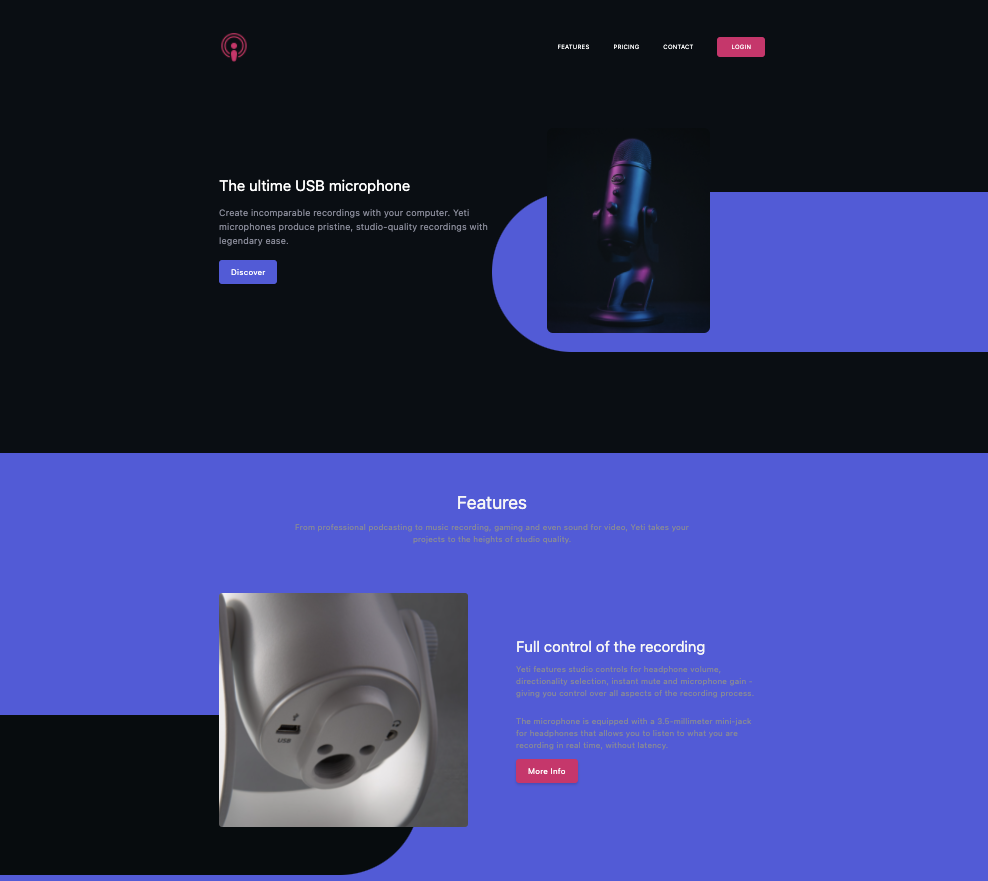 FEATURES PRICING CONTACT LOGIN
The ultime USB microphone
Create incomparable recordings with your computer. Yeti
microphones produce pristine, studio-quality recordings with
legendary ease.
Discover
Features
From professional podcasting to music recording, gaming and even sound for video, Yeti takes your
projects to the heights of studio quality.
Full control of the recording
Yeti features studio controls for headphone volume,
directionality selection, instant mute and microphone gain -
giving you control over all aspects of the recording process.
The microphone is equipped with a 3.5-millimeter mini-jack
for headphones that allows you to listen to what you are
recording in real time, without latency.
USB
More Info